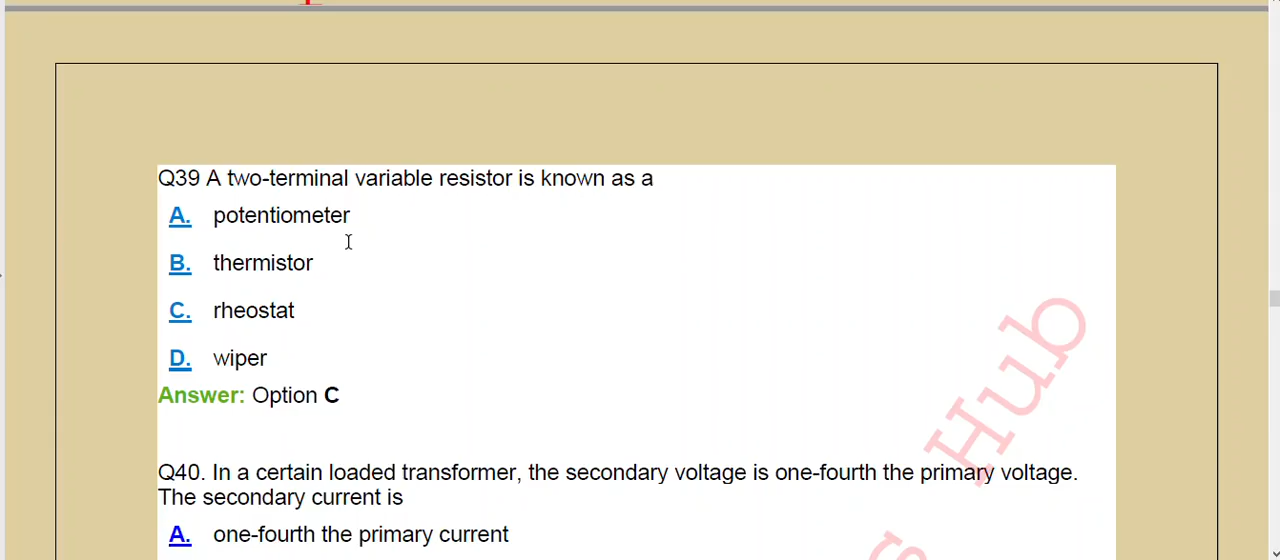 Q39 A two-terminal variable resistor is known as a
A. potentiometer
B. thermistor
C. rheostat
D. wiper
Answer: Option C
Hub
Q40. In a certain loaded transformer, the secondary voltage is one-fourth the primary voltage.
The secondary current is
A. one-fourth the primary current